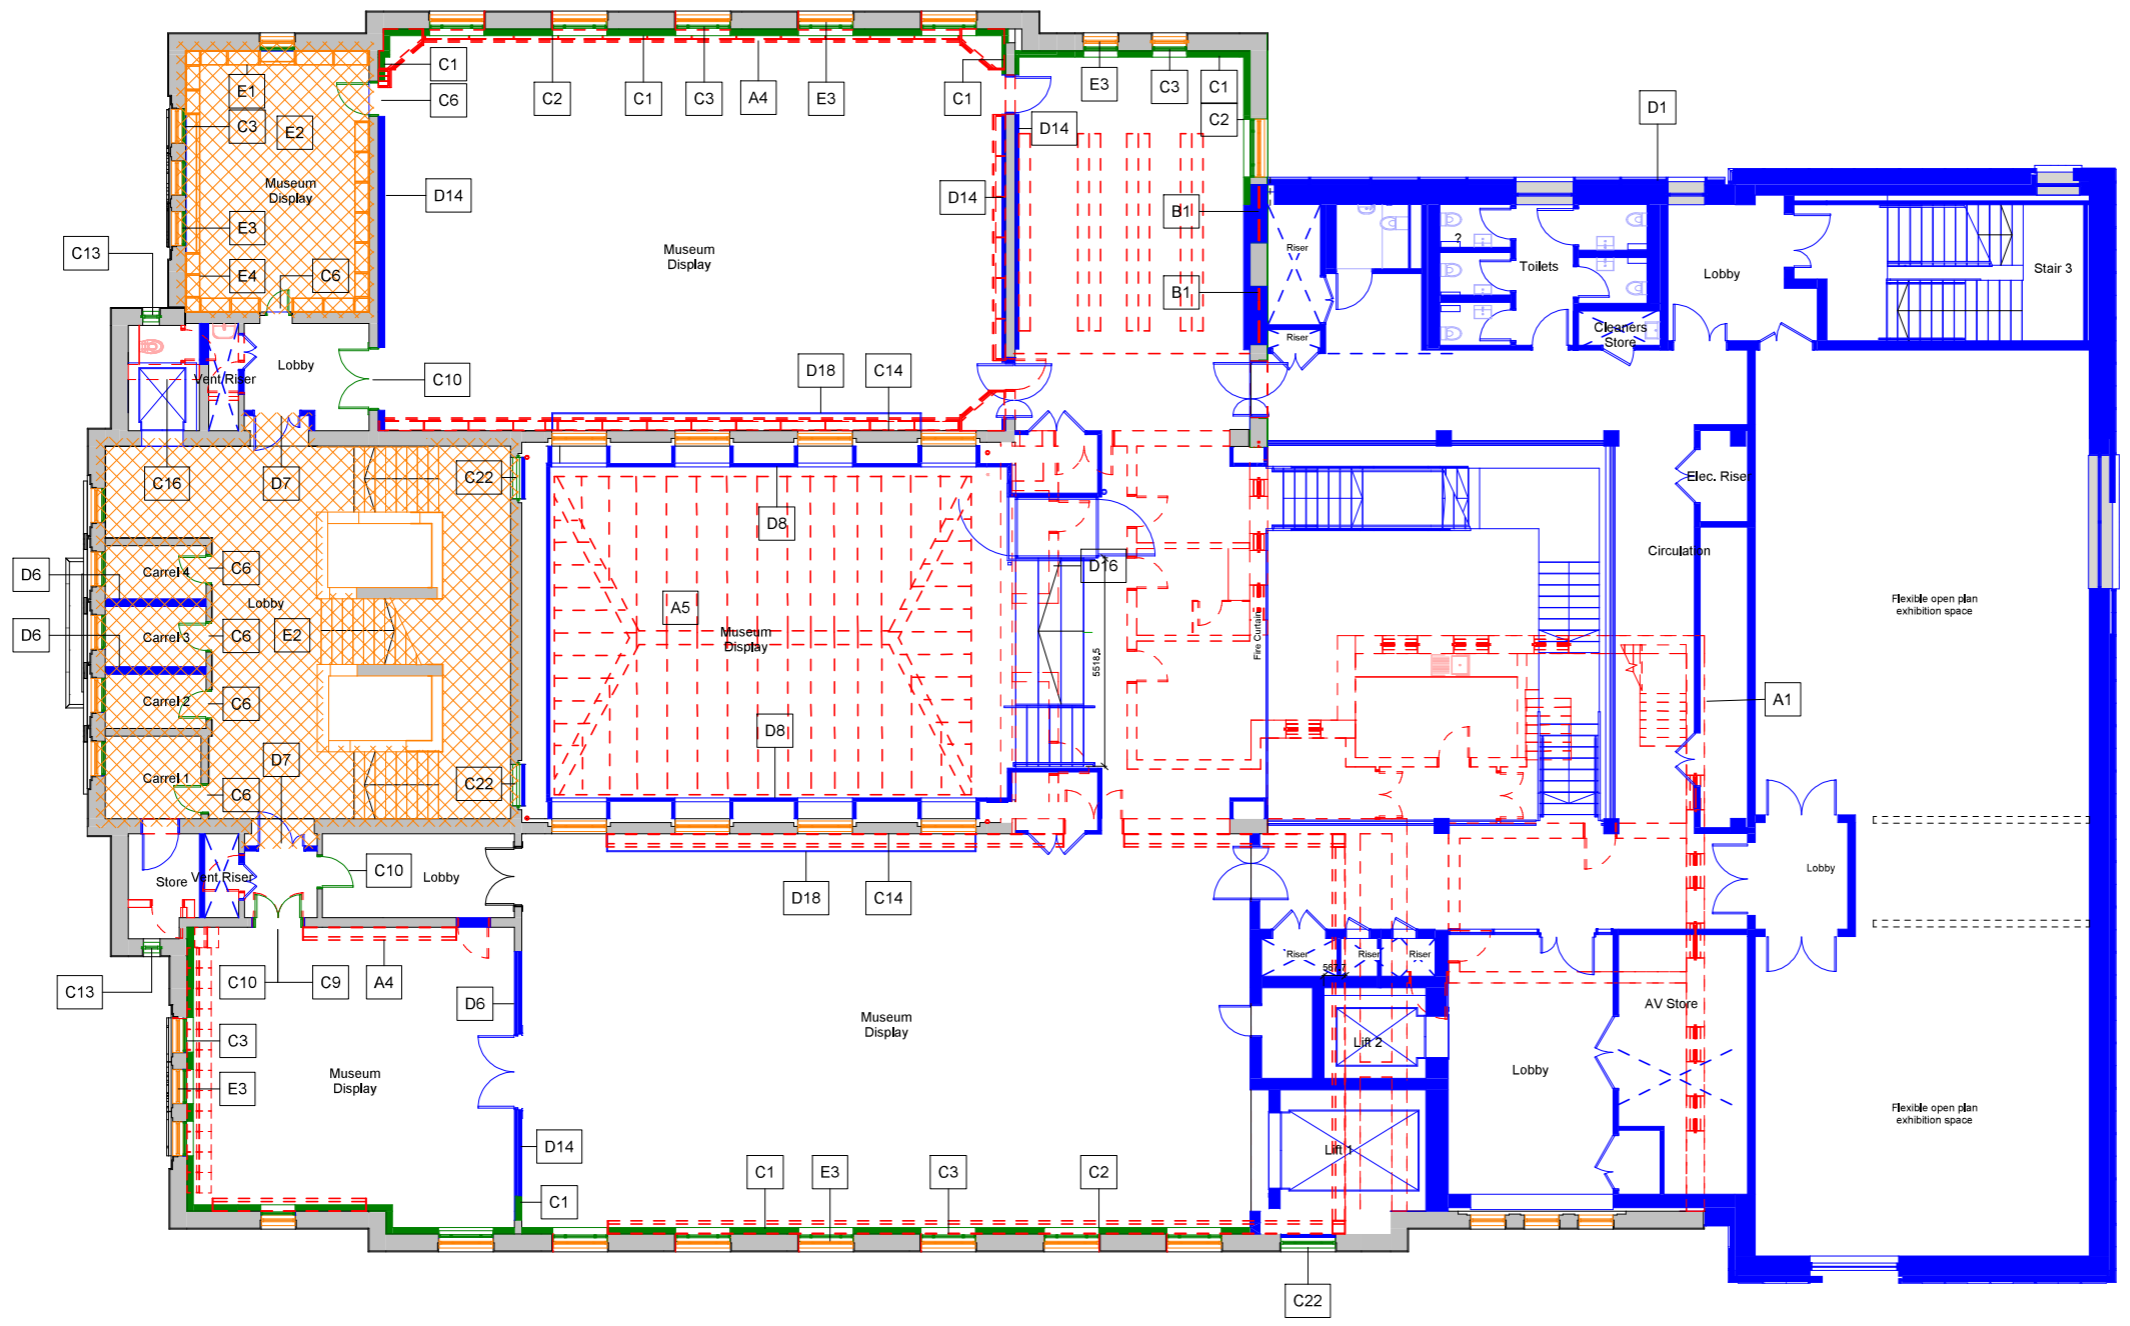 C1
C6
C2
C1
C3
A4
E3
C1
E3
C3
C1
C2
D1
E1
C3
E2
Museum
Display
E3
E4
C6
C13
D14
Museum
Display
D14
D14
B1
B1
Riser
Riser
?
Toilets
Cleaners
Store
Lobby
Stair 3
Vent Riser
Lobby
C10
D18
C14
C16
D7
C22
D8
D16
Elec. Riser
Circulation
D6
D6
Carrel 4
C6
Lobby
Carrel 3
C6
E2
Carrel 2
C6
Carrel 1
C6
D7
C22
A5
Museum
Display
D8
5518,5
Fire Curtain
A1
Flexible open plan
exhibition space
Store
Vent Riser
C10
Lobby
D18
C14
Lobby
C13
C10
C9
A4
D6
Riser
Riser
Riser
567,7
AV Store
C3
E3
Museum
Display
Museum
Display
Lift 2
Lobby
Flexible open plan
exhibition space
D14
C1
C1
E3
C3
C2
Lift 1
C22